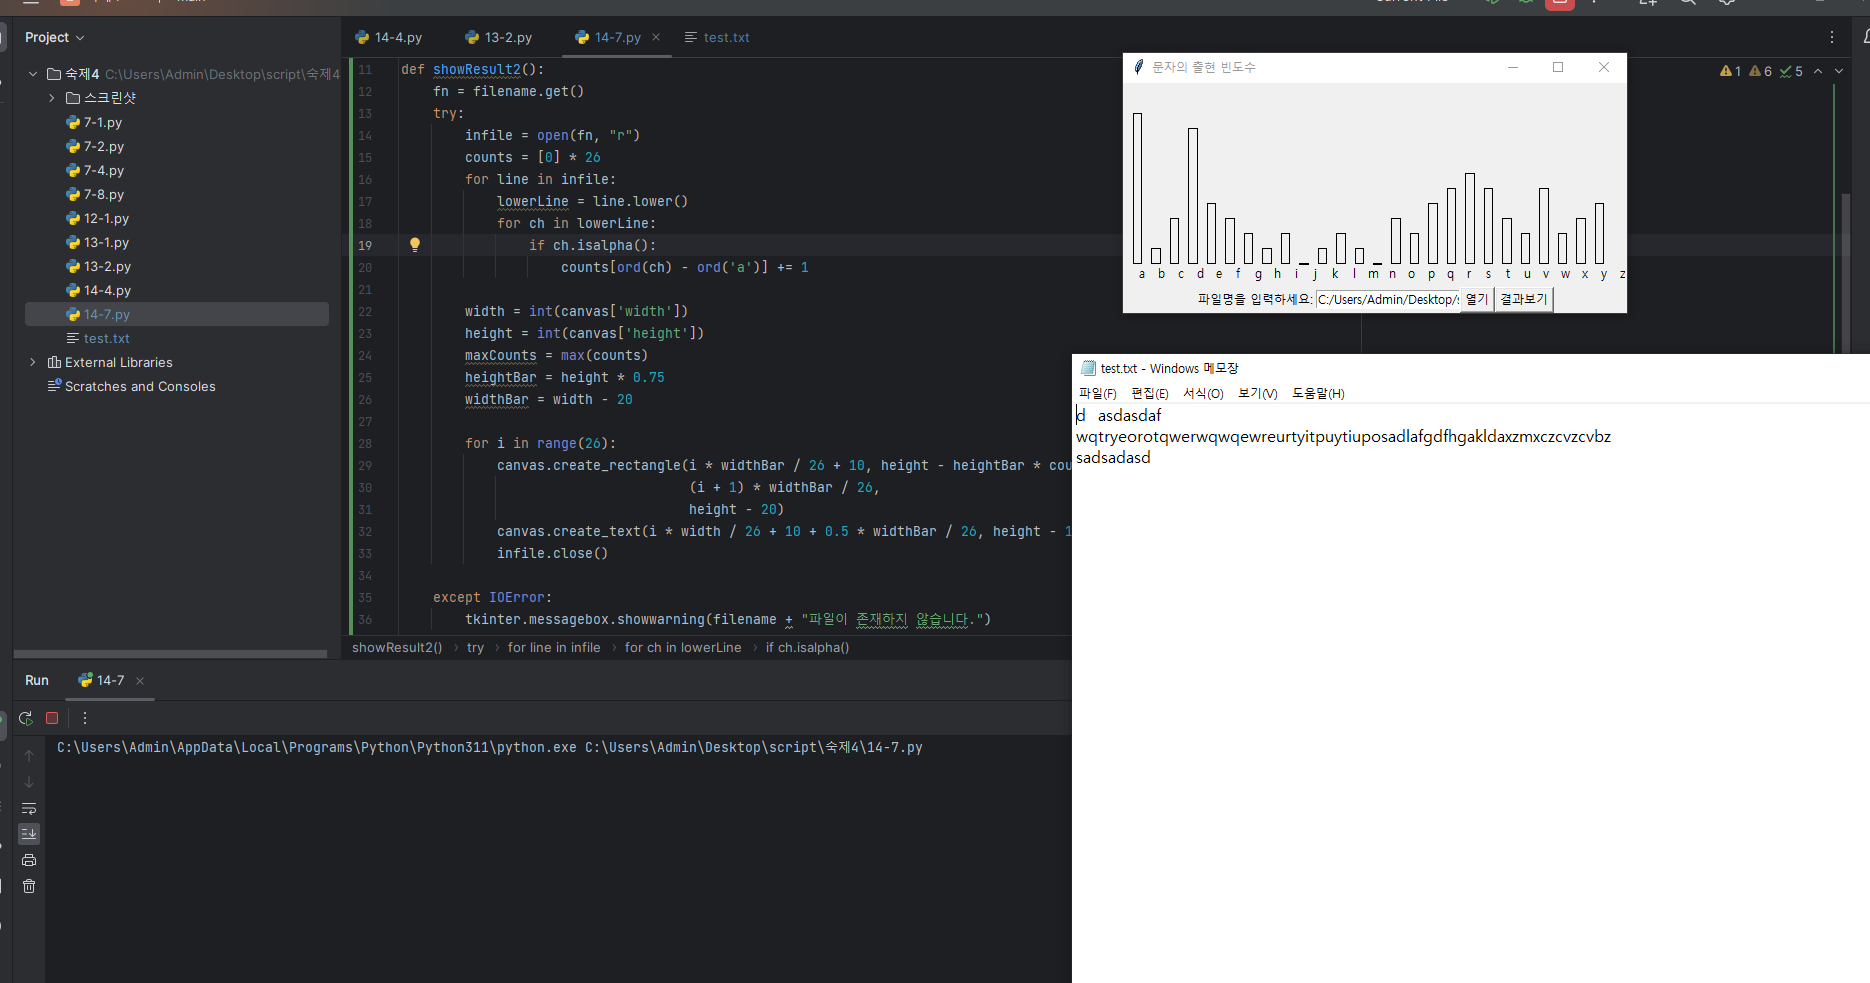 Project
숙제4 C:\Users\Admin\Desktop\script\숙제4
스크린샷
7-1.py
7-2.py
7-4.py
7-8.py
12-1.py
13-1.py
13-2.py
14-4.py
14-7.py
test.txt
External Libraries
Scratches and Consoles
14-4.py 13-2.py 14-7.py test.txt
1 6 5
11 def showResult2():
12 fn = filename.get()
13 try:
14 infile = open(fn, "r")
15 counts = [0] * 26
16 for line in infile:
17 lowerLine = line.lower()
18 for ch in lowerLine:
19 if ch.isalpha():
20 counts[ord(ch) - ord('a')] += 1
21
22 width = int(canvas['width'])
23 height = int(canvas['height'])
24 maxCounts = max(counts)
25 heightBar = height * 0.75
26 widthBar = width - 20
27
28 for i in range(26):
29 canvas.create_rectangle(i * widthBar / 26 + 10, height - heightBar * cou
30 (i + 1) * widthBar / 26,
31 height - 20)
32 canvas.create_text(i * width / 26 + 10 + 0.5 * widthBar / 26, height - 1
33 infile.close()
34
35 except IOError:
36 tkinter.messagebox.showwarning(filename + "파일이 존재하지 않습니다.")
showResult2() › try › for line in infile › for ch in lowerLine › if ch.isalpha()
문자의 출현 빈도수
a b c d e f g h i j k l m n o p q r s t u v w x y z
파일명을 입력하세요: C:/Users/Admin/Desktop/s 열기 결과보기
test.txt - Windows 메모장
파일(F) 편집(E) 서식(O) 보기(V) 도움말(H)
d asdasdaf
wqtryeorotqwerwqwqewreurtyitpuytiuposadlafgdfhgakldaxzmxczcvzcvbz
sadsadasd
Run 14-7
C:\Users\Admin\AppData\Local\Programs\Python\Python311\python.exe C:\Users\Admin\Desktop\script\숙제4\14-7.py